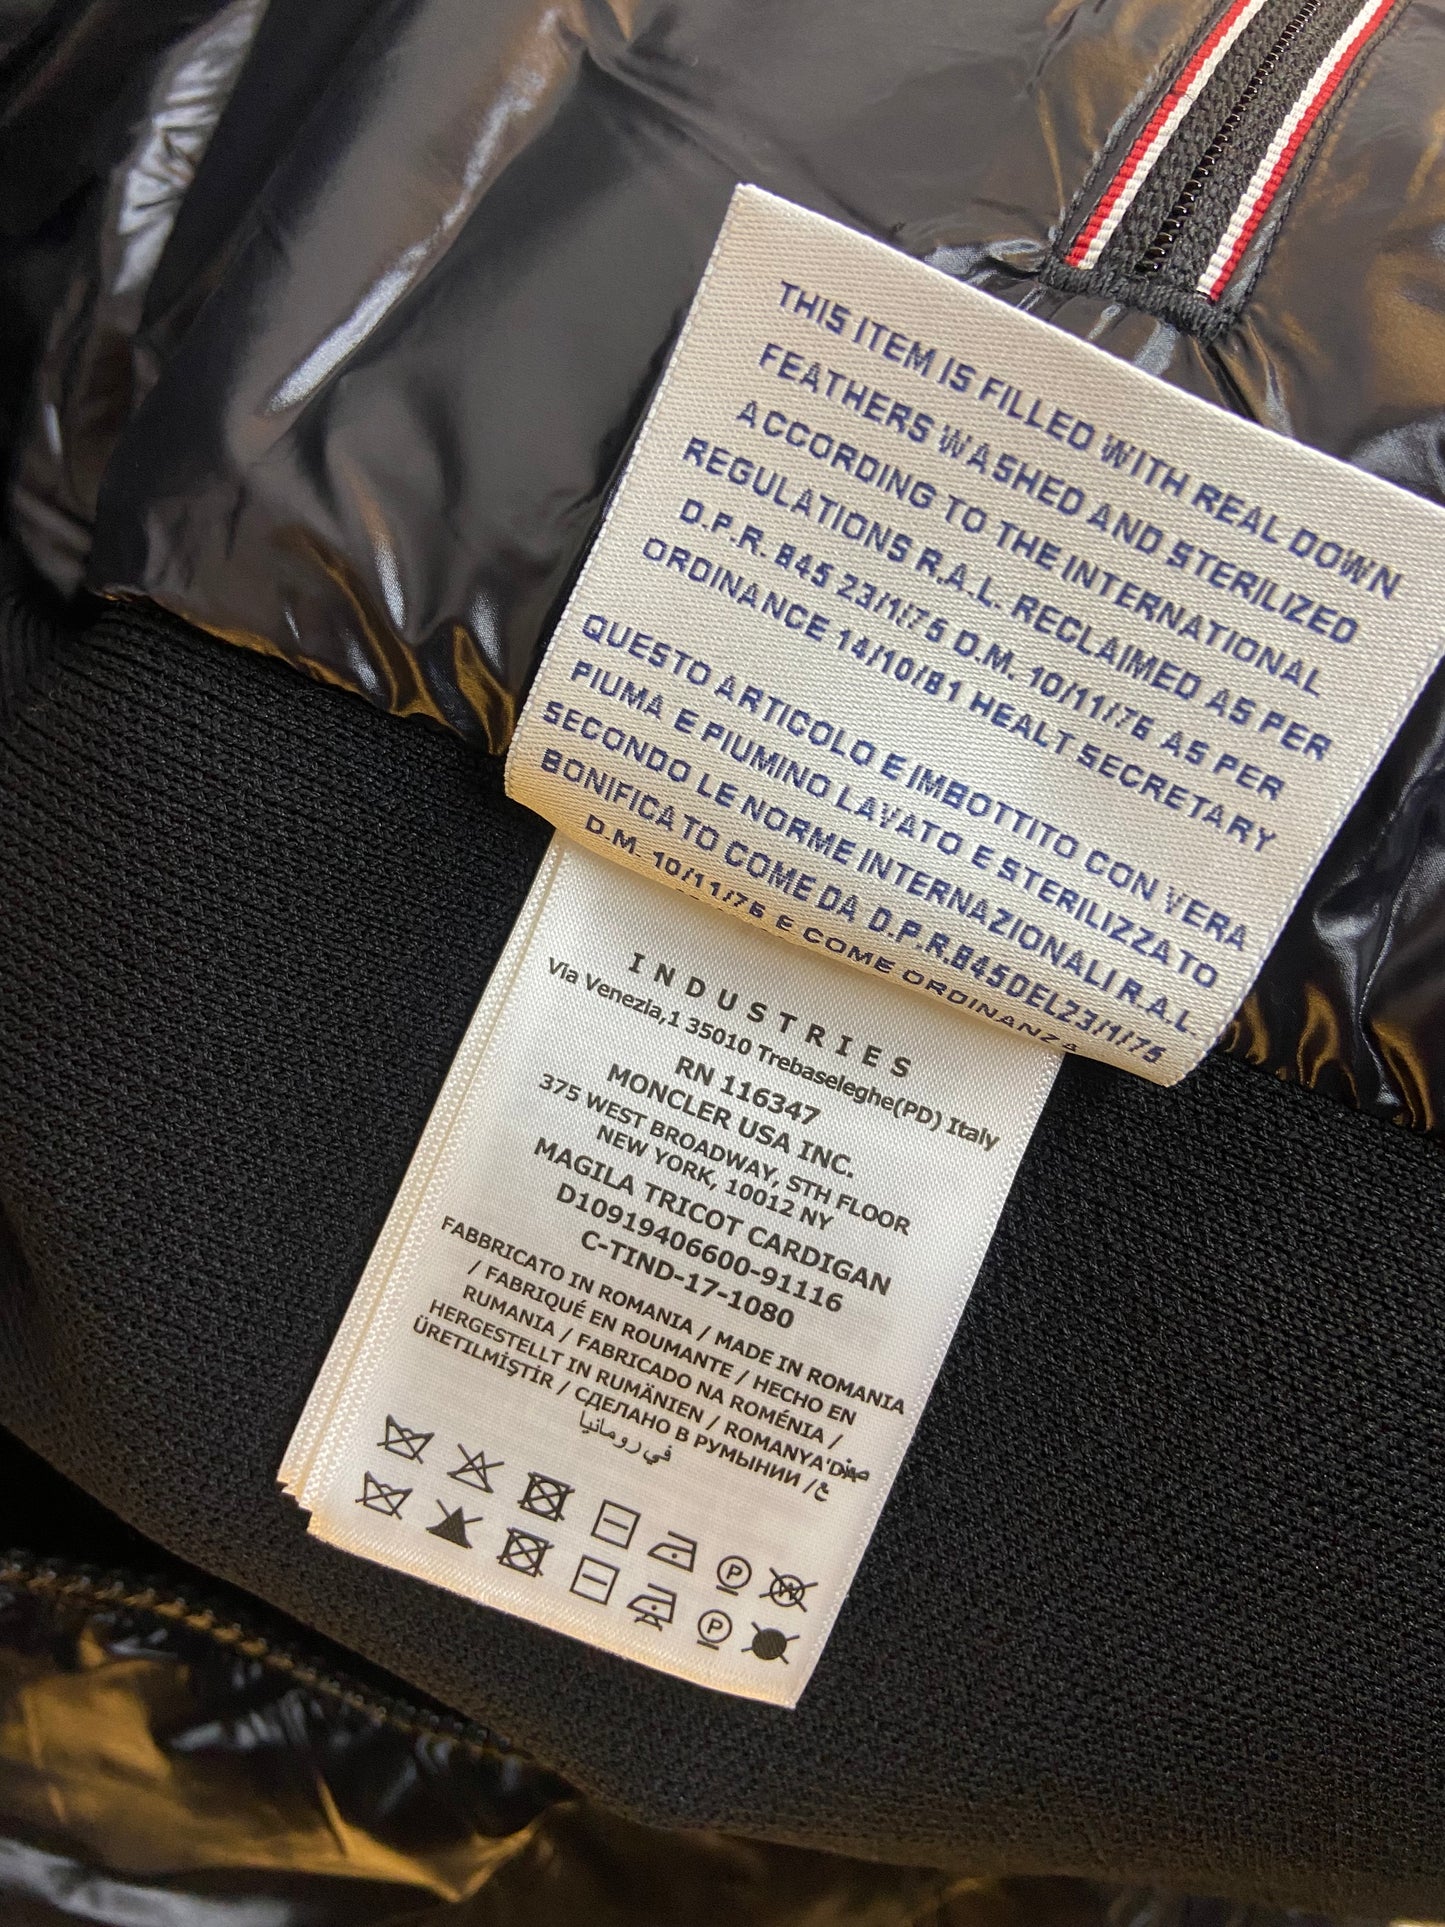 THIS ITEM IS FILLED WITH REAL DOWN
FEATHERS WASHED AND STERILIZED
ACCORDING TO THE INTERNATIONAL
REGULATIONS R.A.L. RECLAIMED AS PER
D.P.R. 845 23/1/75 D.M. 10/11/76 AS PER
ORDINANCE 14/10/81 HEALT SECRETARY
QUESTO ARTICOLO E IMBOTTITO CON VERA
PIUMA E PIUMINO LAVATO E STERILIZZATO
SECONDO LE NORME INTERNAZIONALI R.A.L.
BONIFICATO COME DA D.P.R.845DEL23/1/75
D.M. 10/11/76 E COME ORDINANZA
INDUSTRIES
Via Venezia,1 35010 Trebaseleghe(PD) Italy
RN 116347
MONCLER USA INC.
375 WEST BROADWAY, 5TH FLOOR
NEW YORK, 10012 NY
MAGILA TRICOT CARDIGAN
D10919406600-91116
C-TIND-17-1080
FABBRICATO IN ROMANIA / MADE IN ROMANIA
/ FABRIQUÉ EN ROUMANTE / HECHO EN
RUMANIA / FABRICADO NA ROMÉNIA /
HERGESTELLT IN RUMÄNIEN / ROMANYA'DA
ÜRETILMİŞTİR / СДЕЛАНО В РУМЫНИИ /
في رومانيا
P W
P